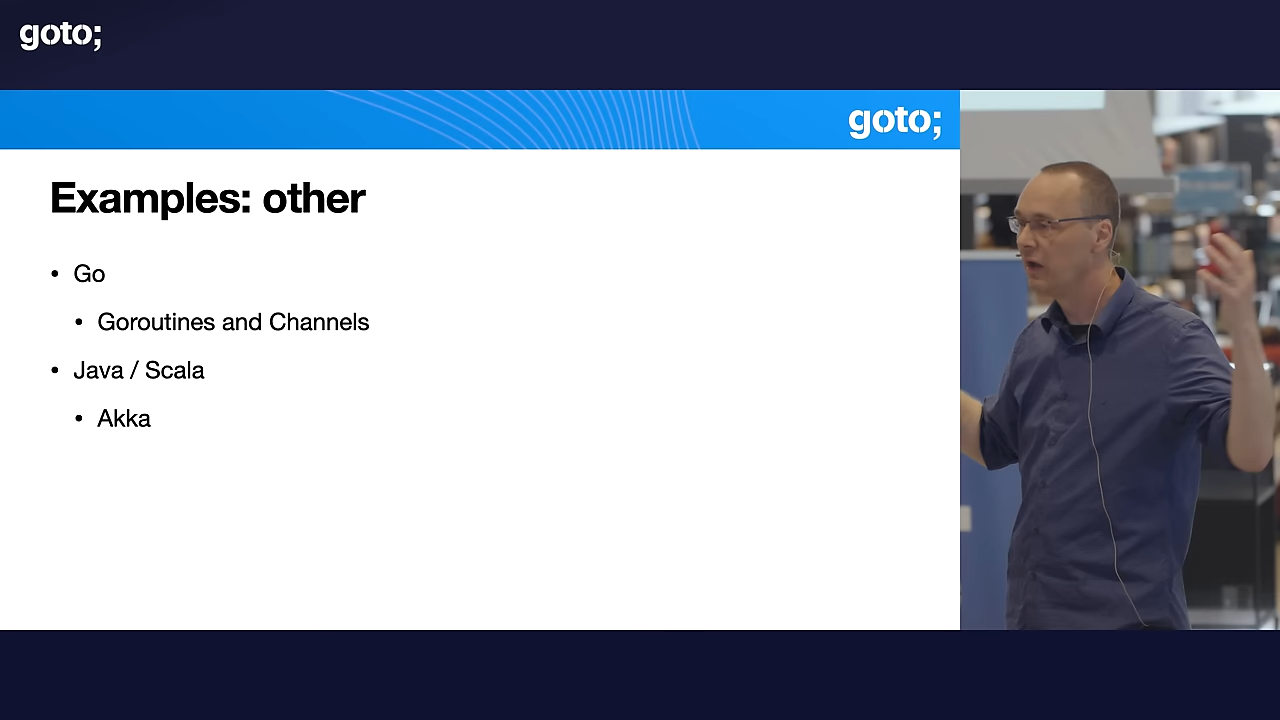 goto;
goto;
Examples: other
• Go
• Goroutines and Channels
• Java / Scala
• Akka